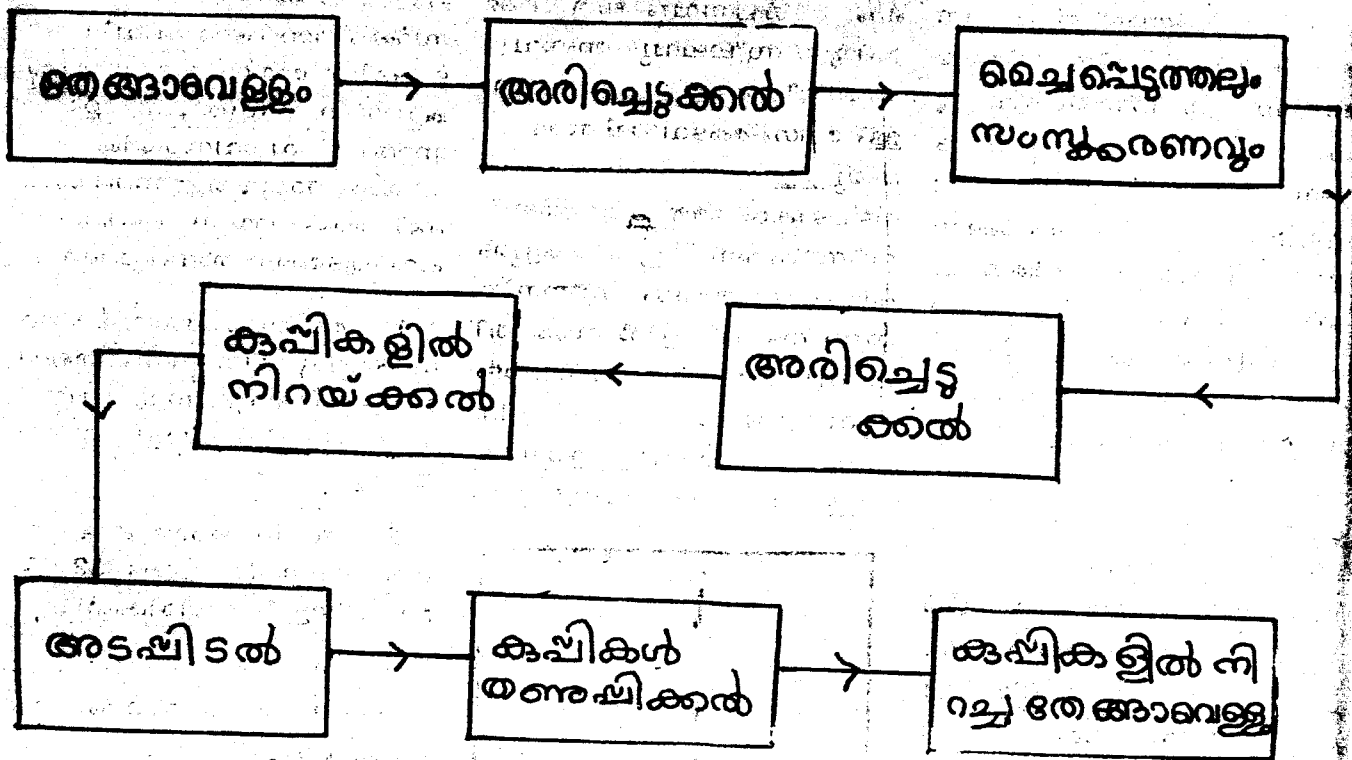 തേങ്ങാവെള്ളം
അരിച്ചെടുക്കൽ
മെച്ചപ്പെടുത്തലും
സംസ്ക്കരണവും
അരിച്ചെടു
ക്കൽ
കുപ്പികളിൽ
നിറയ്ക്കൽ
അടപ്പിടൽ
കുപ്പികൾ
തണുപ്പിക്കൽ
കുപ്പികളിൽ നി
റച്ച തേങ്ങാവെള്ളം